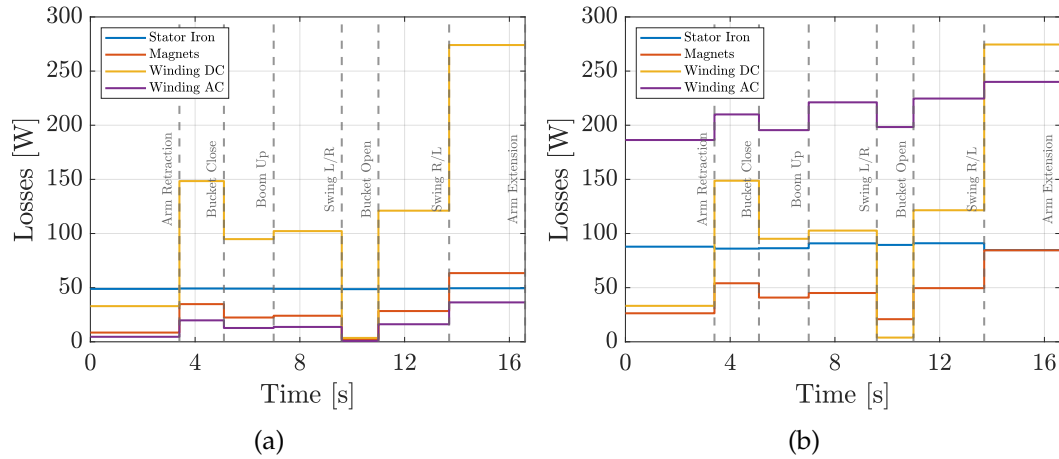 300
250
200
150
100
50
0
Losses [W]
Stator Iron
Magnets
Winding DC
Winding AC
Arm Retraction
Bucket Close
Boom Up
Swing L/R
Bucket Open
Swing R/L
Arm Extension
0 4 8 12 16
Time [s]
(a)
300
250
200
150
100
50
0
Losses [W]
Stator Iron
Magnets
Winding DC
Winding AC
Arm Retraction
Bucket Close
Boom Up
Swing L/R
Bucket Open
Swing R/L
Arm Extension
0 4 8 12 16
Time [s]
(b)